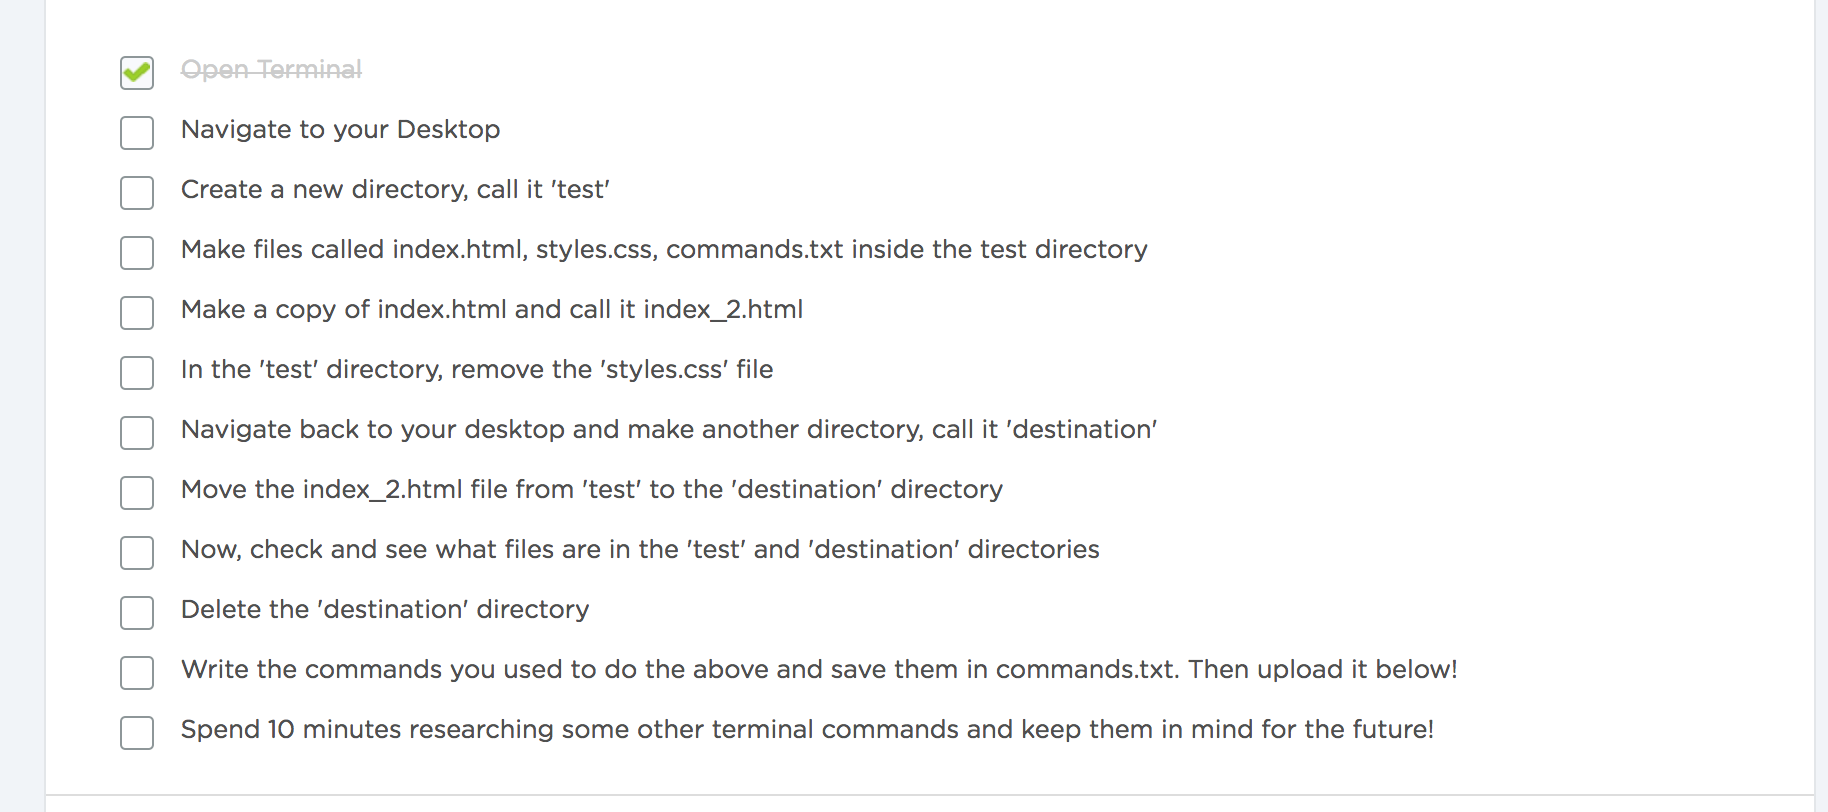 Open Terminal
Navigate to your Desktop
Create a new directory, call it 'test'
Make files called index.html, styles.css, commands.txt inside the test directory
Make a copy of index.html and call it index_2.html
In the 'test' directory, remove the 'styles.css' file
Navigate back to your desktop and make another directory, call it 'destination'
Move the index_2.html file from 'test' to the 'destination' directory
Now, check and see what files are in the 'test' and 'destination' directories
Delete the 'destination' directory
Write the commands you used to do the above and save them in commands.txt. Then upload it below!
Spend 10 minutes researching some other terminal commands and keep them in mind for the future!